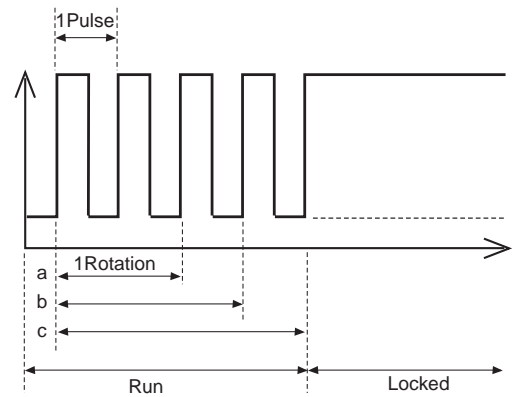 1Pulse
a
1Rotation
b
c
Run
Locked